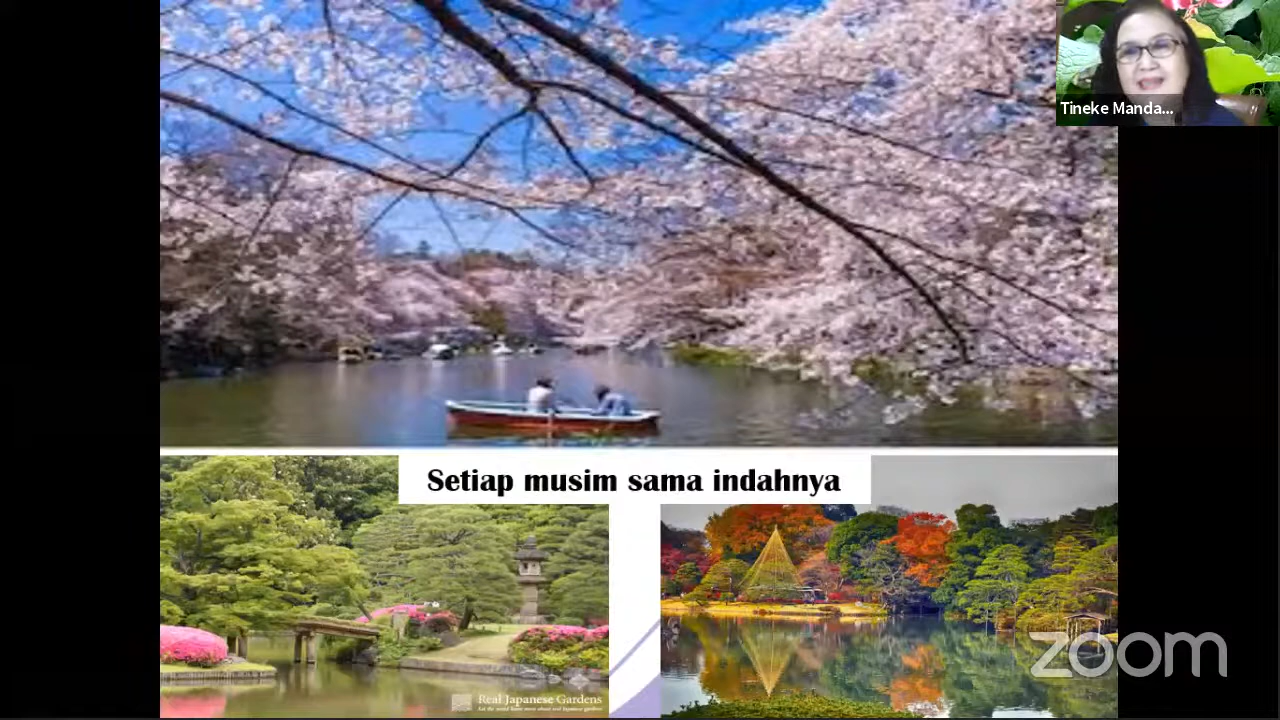 Tineke Manda...
Setiap musim sama indahnya
zoom
Real Japanese Gardens